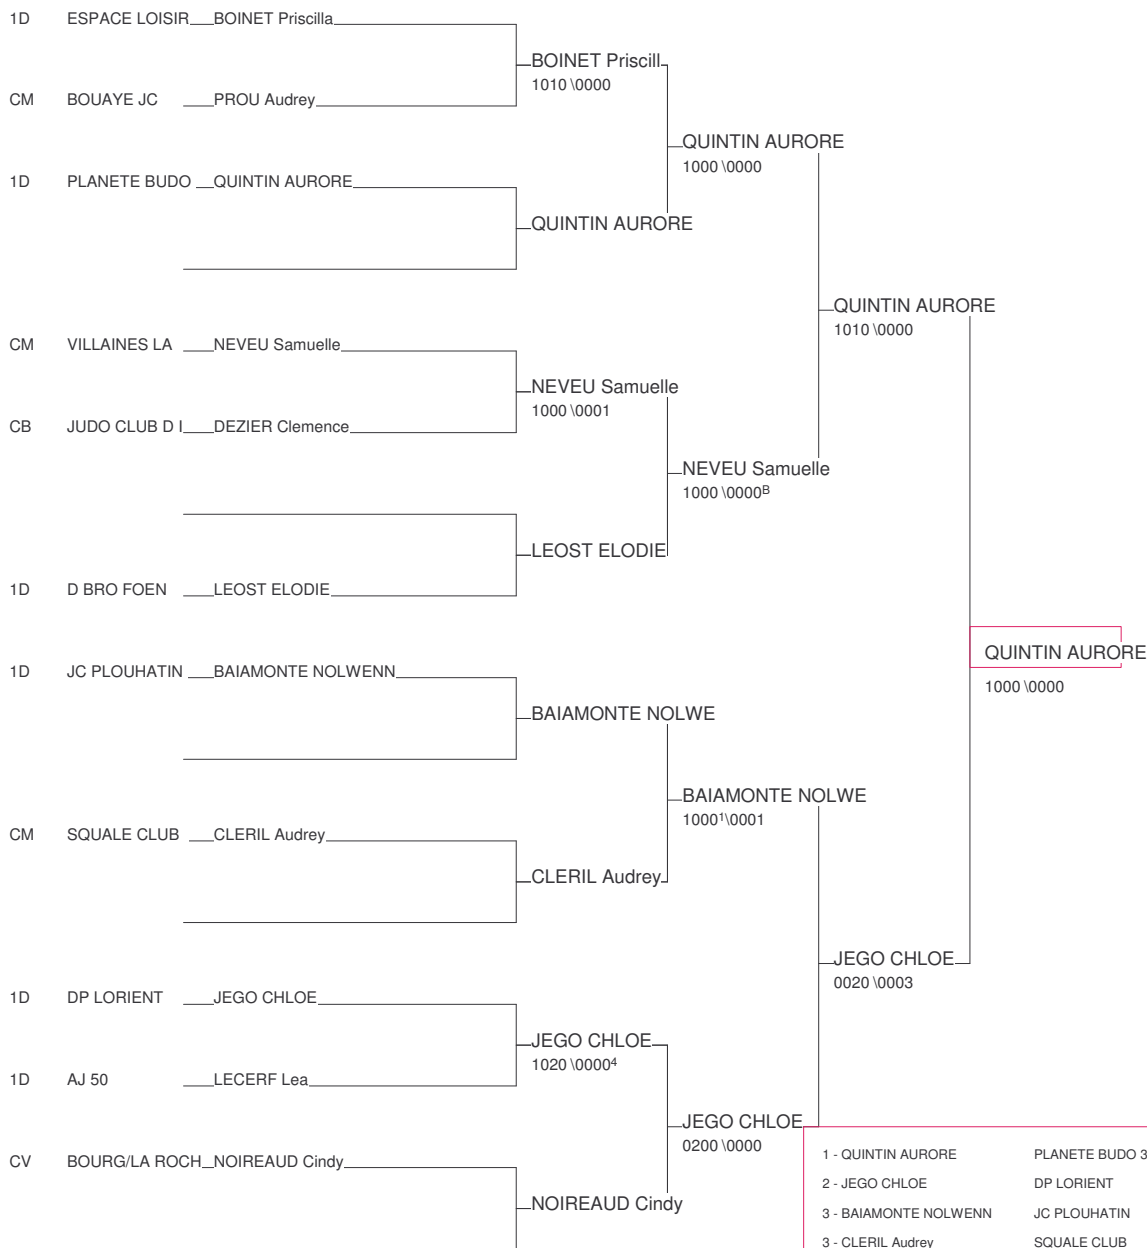 1D ESPACE LOISIR BOINET Priscilla
BOINET Priscill
1010 \0000
CM BOUAYE JC PROU Audrey
QUINTIN AURORE
1000 \0000
1D PLANETE BUDO QUINTIN AURORE
QUINTIN AURORE
QUINTIN AURORE
1010 \0000
CM VILLAINES LA NEVEU Samuelle
NEVEU Samuelle
1000 \0001
CB JUDO CLUB D I DEZIER Clemence
NEVEU Samuelle
1000 \0000B
LEOST ELODIE
1D D BRO FOEN LEOST ELODIE
QUINTIN AURORE
1000 \0000
1D JC PLOUHATIN BAIAMONTE NOLWENN
BAIAMONTE NOLWE
BAIAMONTE NOLWE
1000¹\0001
CM SQUALE CLUB CLERIL Audrey
CLERIL Audrey
JEGO CHLOE
0020 \0003
1D DP LORIENT JEGO CHLOE
JEGO CHLOE
1020 \0000⁴
1D AJ 50 LECERF Lea
JEGO CHLOE
0200 \0000
CV BOURG/LA ROCH NOIREAUD Cindy
NOIREAUD Cindy
1 - QUINTIN AURORE PLANETE BUDO 3
2 - JEGO CHLOE DP LORIENT
3 - BAIAMONTE NOLWENN JC PLOUHATIN
3 - CLERIL Audrey SQUALE CLUB